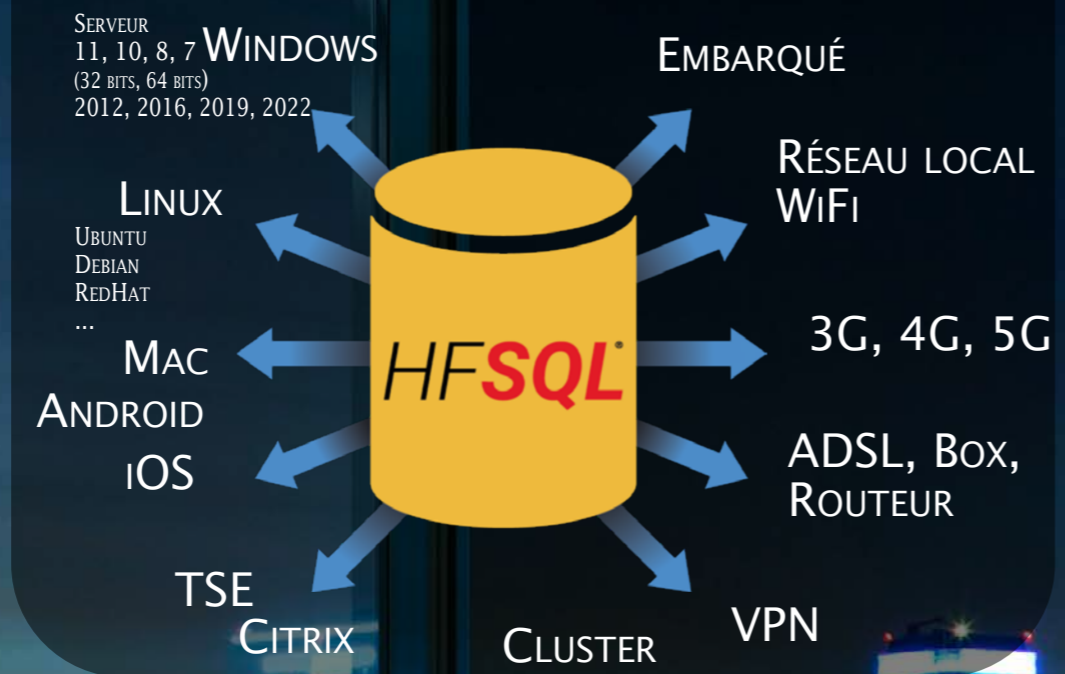 Serveur
11, 10, 8, 7 Windows
(32 bits, 64 bits)
2012, 2016, 2019, 2022
Linux
Ubuntu
Debian
RedHat
...
Mac
Android
iOS
TSE
Citrix
HFSQL®
Cluster
Embarqué
Réseau local
WiFi
3G, 4G, 5G
ADSL, Box,
Routeur
VPN